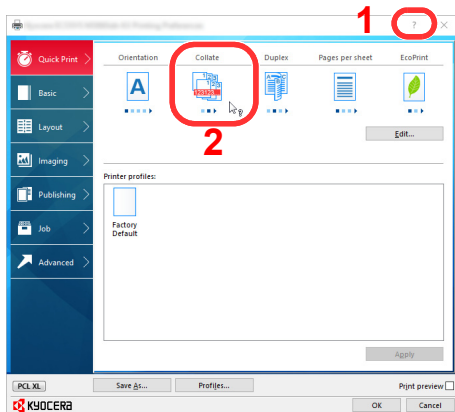 1
?
Quick Print
Orientation
Collate
Duplex
Pages per sheet
EcoPrint
A
123123
2
Edit...
Basic
Layout
Imaging
Publishing
Job
Advanced
Printer profiles:
Factory
Default
Apply
PCL XL
Save As...
Profiles...
Print preview
KYOCERA
OK
Cancel